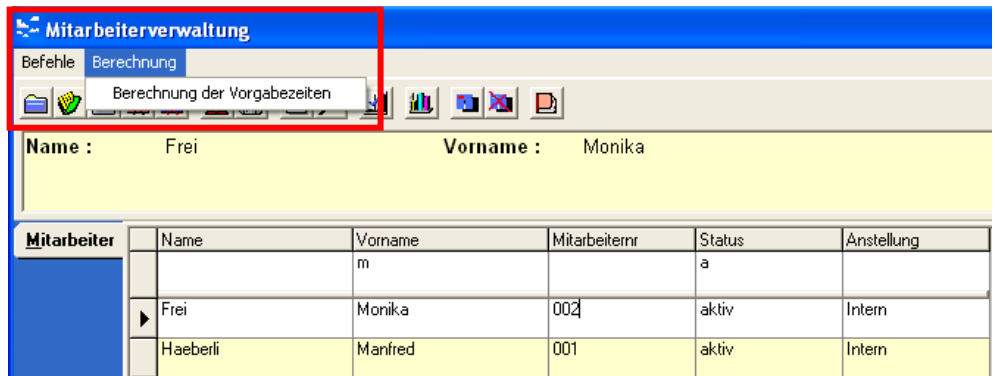 Mitarbeiterverwaltung
Befehle Berechnung
Berechnung der Vorgabezeiten
Name : Frei Vorname : Monika
Mitarbeiter Name Vorname Mitarbeiternr Status Anstellung
m a
Frei Monika 002 aktiv Intern
Haeberli Manfred 001 aktiv Intern